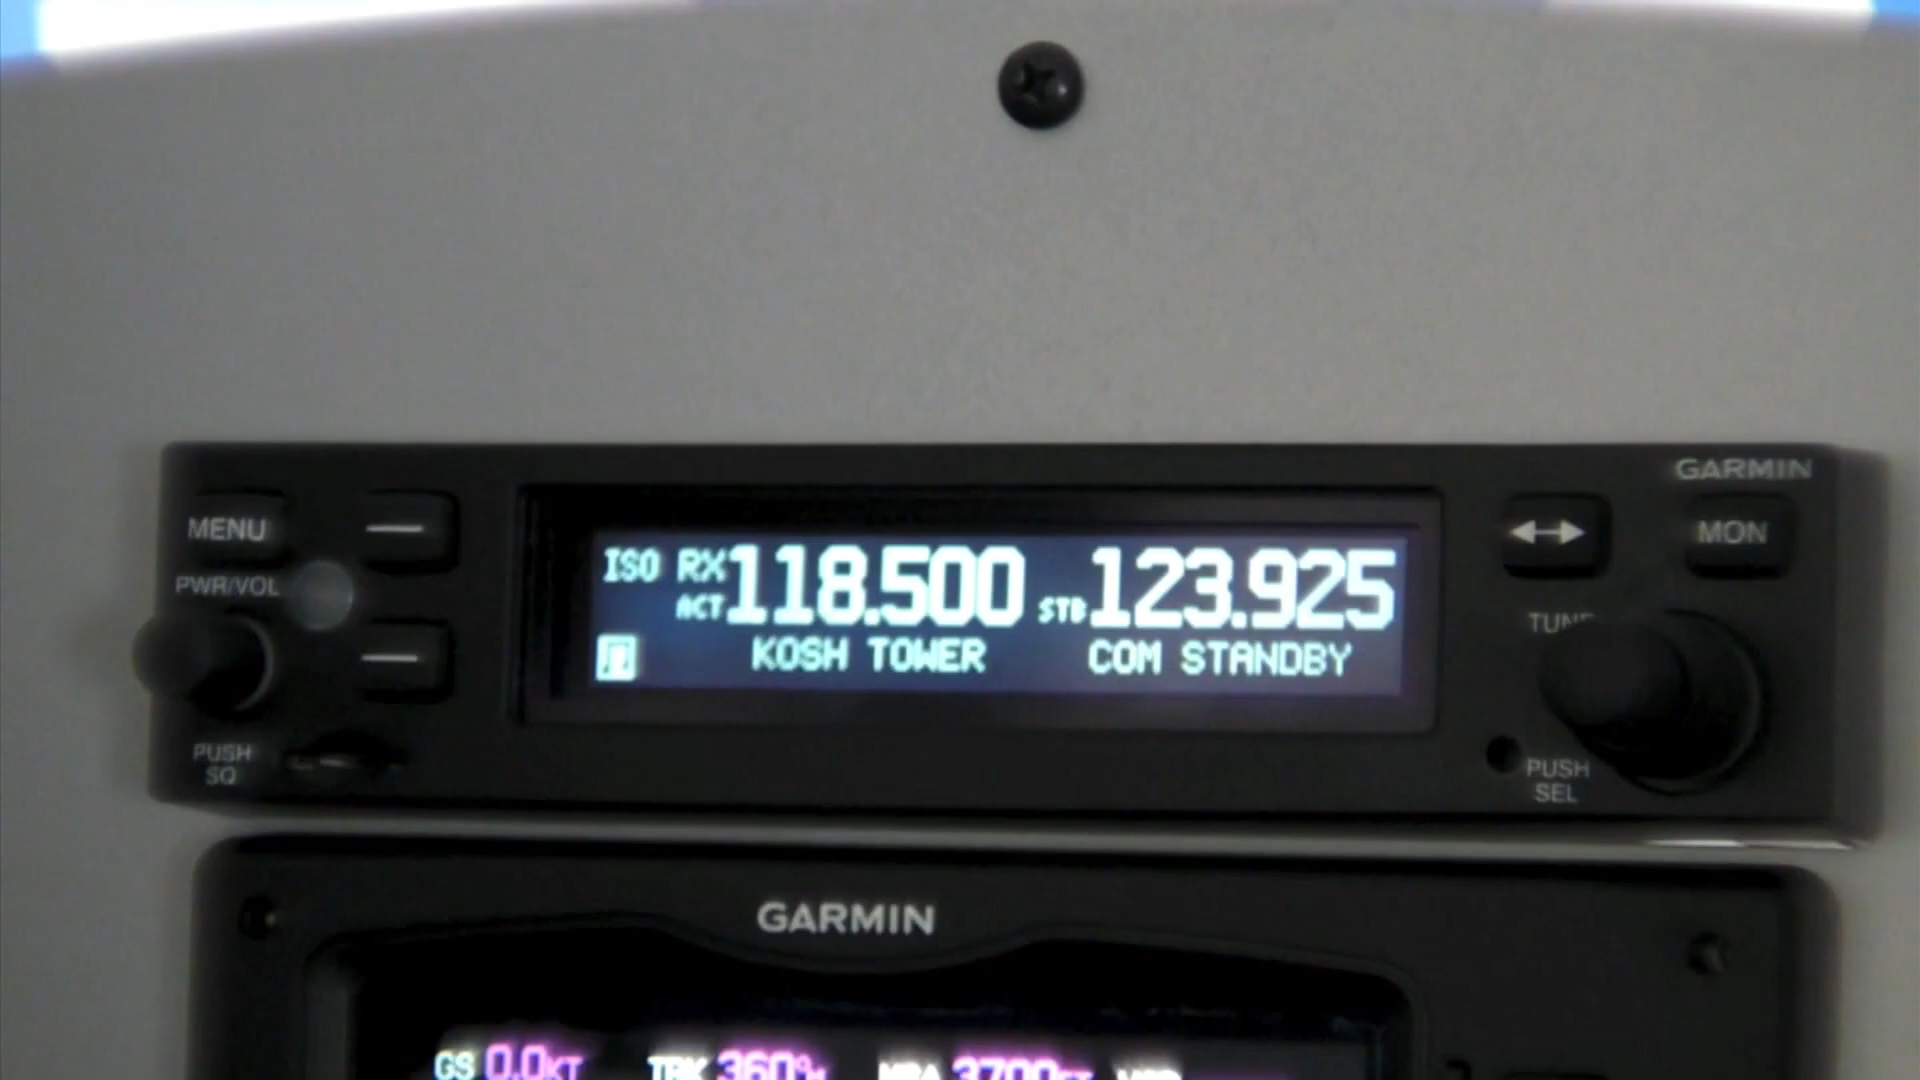 GARMIN
MENU
MON
PWR/VOL
ISO RX 118.500 123.925
ACT STB
TUNE
KOSH TOWER COM STANDBY
PUSH
SQ
PUSH
SEL
GARMIN
GS 0.0KT TRK 360°M 3700FT